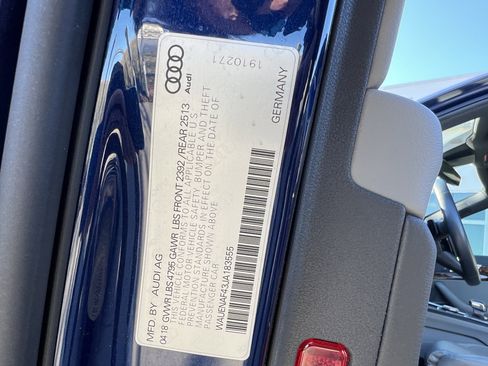 MFD. BY AUDI AG
04.18 GVWR LBS 4795 GAWR LBS FRONT 2392 / REAR 2513
THIS VEHICLE CONFORMS TO ALL APPLICABLE U.S.
FEDERAL MOTOR VEHICLE SAFETY, BUMPER AND THEFT
PREVENTION STANDARDS IN EFFECT ON THE DATE OF
MANUFACTURE SHOWN ABOVE
PASSENGER CAR
WAUENAF43JA183555
GERMANY
Audi
1910271